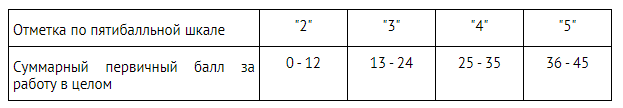 Отметка по пятибалльной шкале "2" "3" "4" "5"
Суммарный первичный балл за 0 - 12 13 - 24 25 - 35 36 - 45
работу в целом